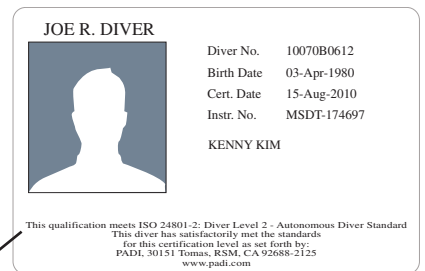 JOE R. DIVER
Diver No. 10070B0612
Birth Date 03-Apr-1980
Cert. Date 15-Aug-2010
Instr. No. MSDT-174697
KENNY KIM
This qualification meets ISO 24801-2: Diver Level 2 - Autonomous Diver Standard
This diver has satisfactorily met the standards
for this certification level as set forth by:
PADI, 30151 Tomas, RSM, CA 92688-2125
www.padi.com